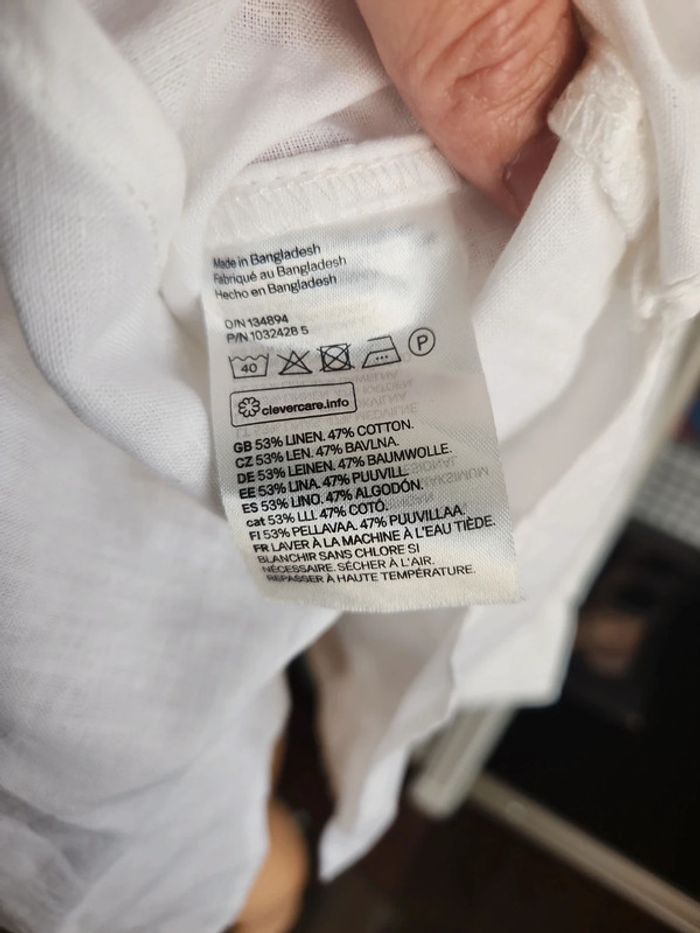 Made in Bangladesh
Fabriqué au Bangladesh
Hecho en Bangladesh
O/N 134894
P/N 1032428 5
40
P
clevercare.info
GB 53% LINEN. 47% COTTON.
CZ 53% LEN. 47% BAVLNA.
DE 53% LEINEN. 47% BAUMWOLLE.
EE 53% LINA. 47% PUUVILL.
ES 53% LINO. 47% ALGODÓN.
cat 53% LLI. 47% COTÓ.
FI 53% PELLAVAA. 47% PUUVILLAA.
FR LAVER À LA MACHINE À L'EAU TIÈDE.
BLANCHIR SANS CHLORE SI
NÉCESSAIRE. SÉCHER À L'AIR.
REPASSER À HAUTE TEMPÉRATURE.